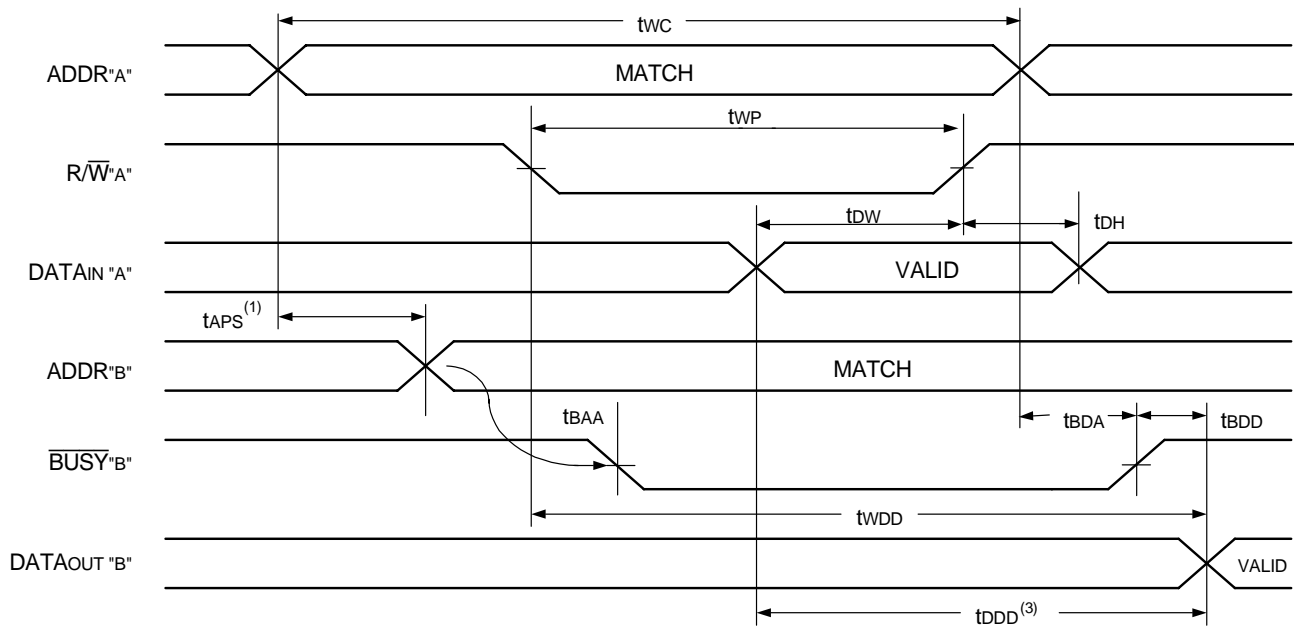 tWC
ADDR"A"
MATCH
tWP
R/W̅"A"
tDW
tDH
DATAIN "A"
VALID
tAPS(1)
ADDR"B"
MATCH
tBAA
tBDA
tBDD
B̅U̅S̅Y̅"B"
tWDD
DATAOUT "B"
VALID
tDDD(3)